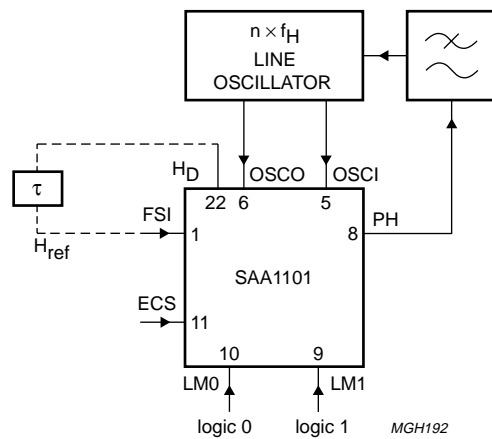 n × fH
LINE
OSCILLATOR
HD
OSCO
OSCI
22
6
5
τ
FSI
PH
Href
1
8
SAA1101
ECS
11
10
9
LM0
LM1
logic 0
logic 1
MGH192